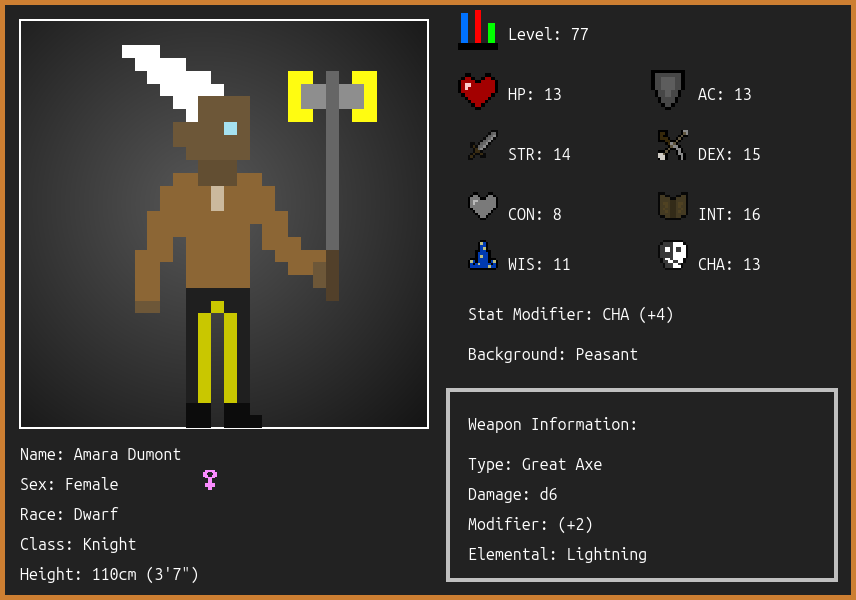 Level: 77
HP: 13
AC: 13
STR: 14
DEX: 15
CON: 8
INT: 16
WIS: 11
CHA: 13
Stat Modifier: CHA (+4)
Background: Peasant
Weapon Information:
Type: Great Axe
Damage: d6
Modifier: (+2)
Elemental: Lightning
Name: Amara Dumont
Sex: Female
Race: Dwarf
Class: Knight
Height: 110cm (3'7")